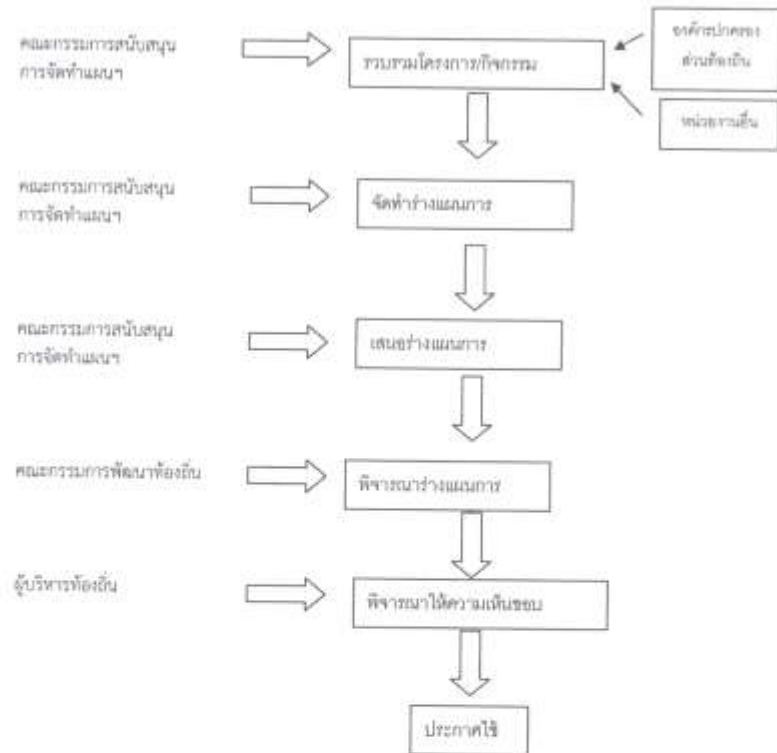 คณะกรรมการสนับสนุน
การจัดทำแผนฯ
รวบรวมโครงการ/กิจกรรม
องค์กรปกครอง
ส่วนท้องถิ่น
หน่วยงานอื่น
คณะกรรมการสนับสนุน
การจัดทำแผนฯ
จัดทำร่างแผนการ
คณะกรรมการสนับสนุน
การจัดทำแผนฯ
เสนอร่างแผนการ
คณะกรรมการพัฒนาท้องถิ่น
พิจารณาร่างแผนการ
ผู้บริหารท้องถิ่น
พิจารณาให้ความเห็นชอบ
ประกาศใช้